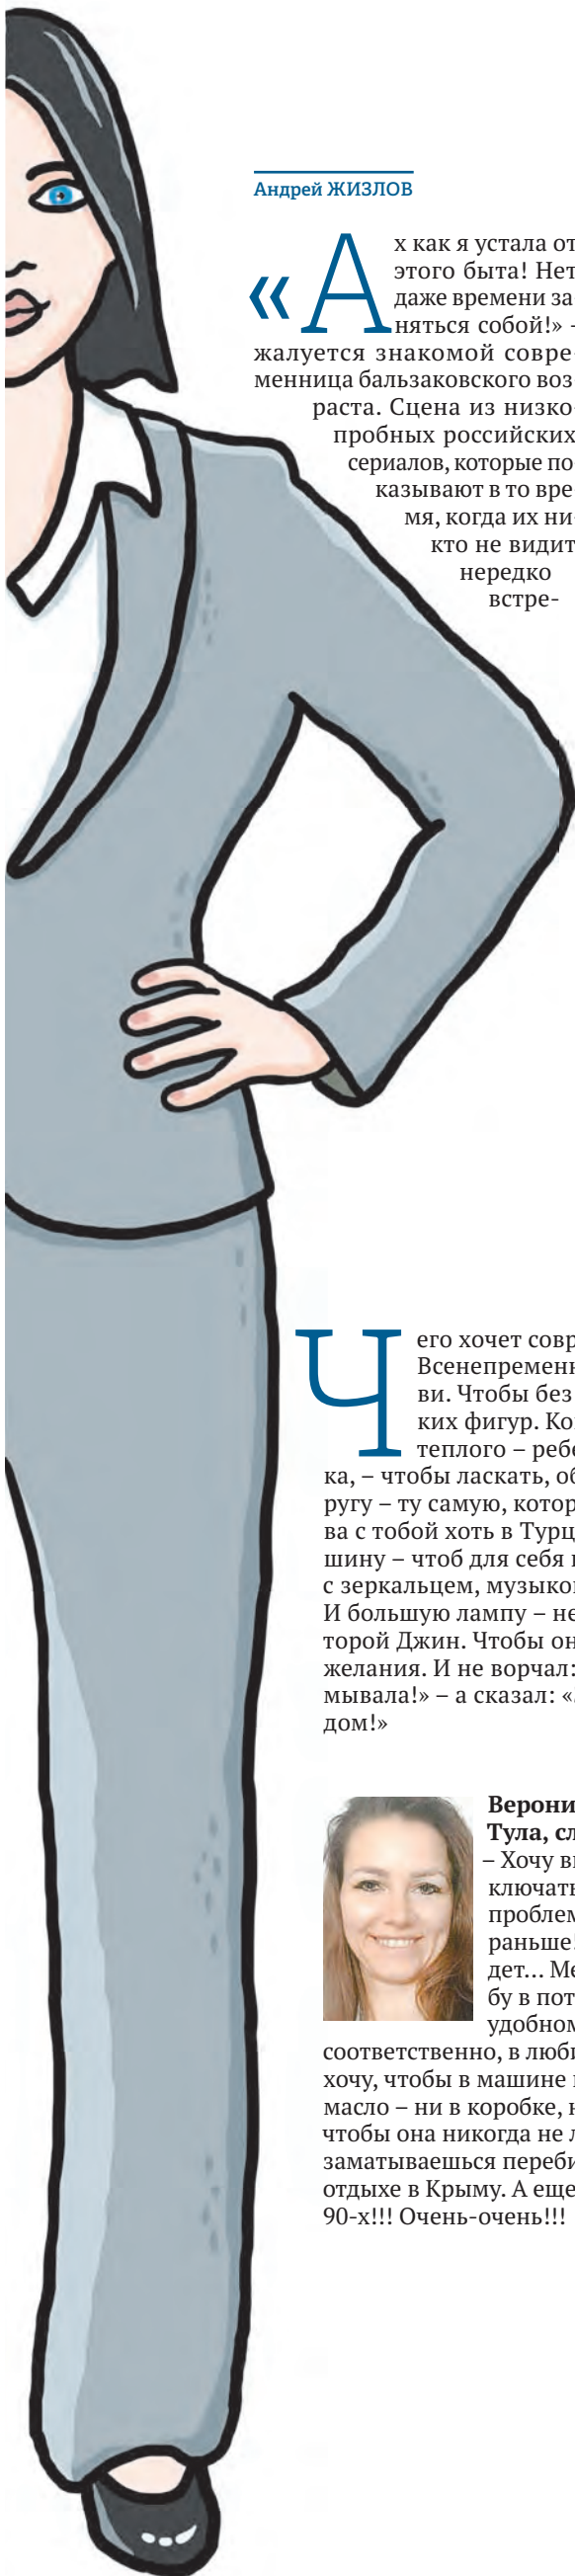 Андрей ЖИЗЛОВ
«Ах как я устала от
этого быта! Нет
даже времени за
няться собой!» –
жалуется знакомой совре-
менница бальзаковского воз
раста. Сцена из низко
пробных российских
сериалов, которые по
казывают в то вре
мя, когда их ни-
кто не видит
нередко
встре-
Чего хочет совр
Всенепременн
ви. Чтобы без
ких фигур. Ко
теплого – ребе
ка, – чтобы ласкать, об
ругу – ту самую, котор
ва с тобой хоть в Турц
шину – чтоб для себя
с зеркальцем, музыко
И большую лампу – не
торой Джин. Чтобы он
желания. И не ворчал:
мывала!» – а сказал: «
дом!»
Верони
Тула, сл
– Хочу в
ключать
проблем
раньше!
дет... Ме
бу в пот
удобном
соответственно, в люби
хочу, чтобы в машине
масло – ни в коробке, н
чтобы она никогда не л
заматываешься переби
отдыхе в Крыму. А еще
90-х!!! Очень-очень!!!